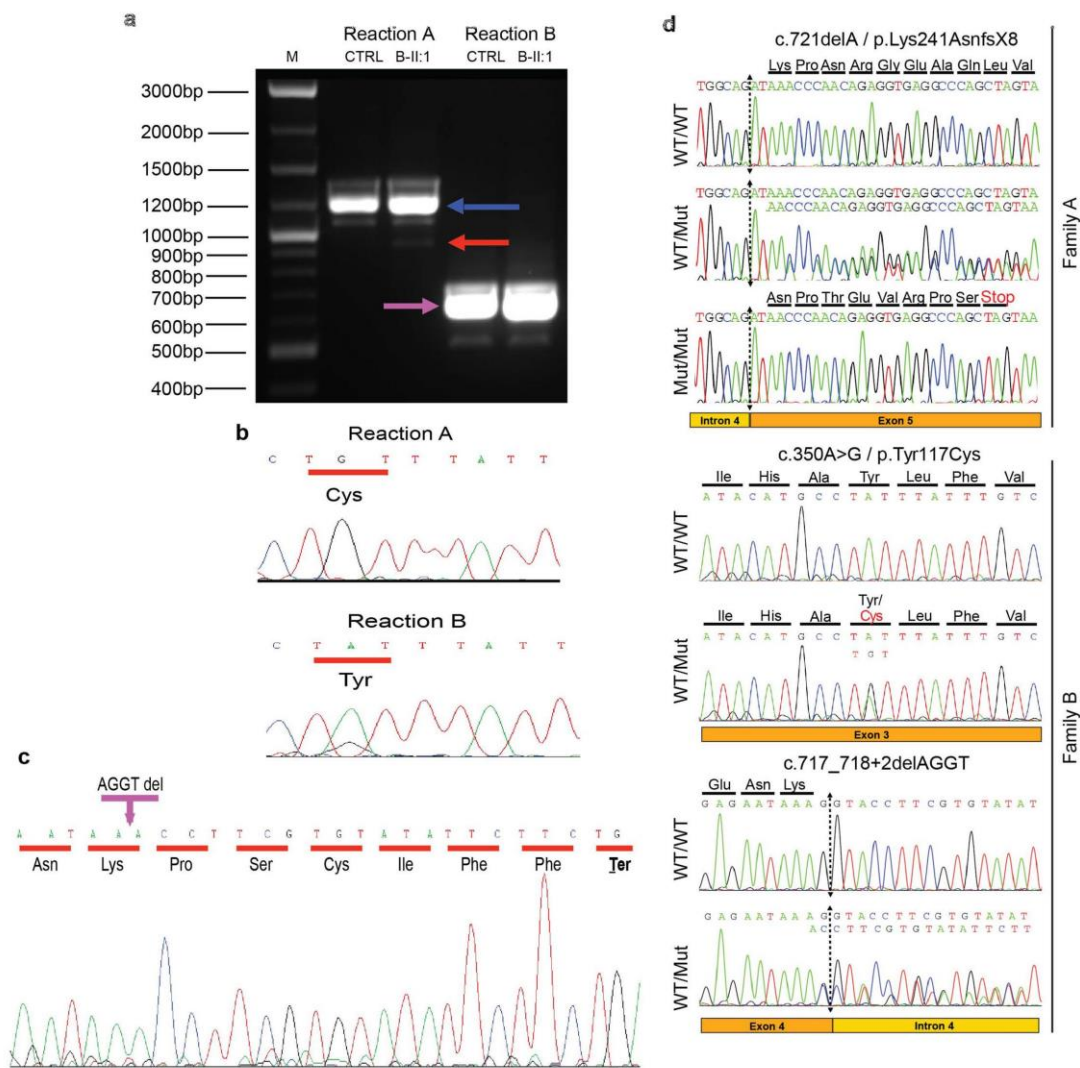 a
Reaction A Reaction B
M CTRL B-II:1 CTRL B-II:1
3000bp
2000bp
1500bp
1200bp
1000bp
900bp
800bp
700bp
600bp
500bp
400bp
b
Reaction A
C T G T T T A T T
Cys
Reaction B
C T A T T T A T T
Tyr
c
AGGT del
A A T A A A C C T T C G T G T A T A T T C T T C T G
Asn Lys Pro Ser Cys Ile Phe Phe Ter
d
c.721delA / p.Lys241AsnfsX8
Lys Pro Asn Arg Gly Glu Ala Gln Leu Val
TGGCAGATAAACCCAACAGAGGTGAGGCCCAGCTAGTA
WT/WT
TGGCAGATAAACCCAACAGAGGTGAGGCCCAGCTAGTA
AACCCAACAGAGGTGAGGCCCAGCTAGTAA
WT/Mut
Asn Pro Thr Glu Val Arg Pro Ser Stop
TGGCAGATAACCCAACAGAGGTGAGGCCCAGCTAGTAA
Mut/Mut
Intron 4 Exon 5
Family A
c.350A>G / p.Tyr117Cys
Ile His Ala Tyr Leu Phe Val
A T A C A T G C C T A T T T A T T T G T C
WT/WT
Tyr/
Ile His Ala Cys Leu Phe Val
A T A C A T G C C T A T T T A T T T G T C
T G T
WT/Mut
Exon 3
c.717_718+2delAGGT
Glu Asn Lys
G A G A A T A A A G G T A C C T T C G T G T A T A T
WT/WT
G A G A A T A A A G G T A C C T T C G T G T A T A T
A C C T T C G T G T A T A T T C T T
WT/Mut
Exon 4 Intron 4
Family B